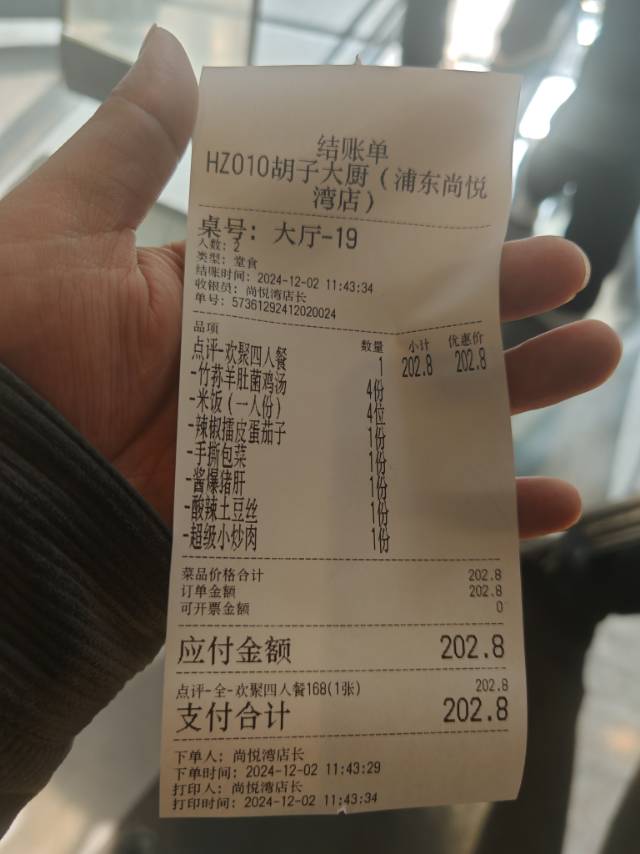 结账单
HZ010胡子大厨（浦东尚悦
湾店）
桌号：大厅-19
人数：2
类型：堂食
结账时间：2024-12-02 11:43:34
收银员：尚悦湾店长
单号：57361292412020024
品项 数量 小计 优惠价
点评-欢聚四人餐 1 202.8 202.8
-竹荪羊肚菌鸡汤 4份
-米饭（一人份） 4位
-辣椒擂皮蛋茄子 1份
-手撕包菜 1份
-酱爆猪肝 1份
-酸辣土豆丝 1份
-超级小炒肉 1份
菜品价格合计 202.8
订单金额 202.8
可开票金额 0
应付金额 202.8
点评-全-欢聚四人餐168(1张) 202.8
支付合计 202.8
下单人：尚悦湾店长
下单时间：2024-12-02 11:43:29
打印人：尚悦湾店长
打印时间：2024-12-02 11:43:34